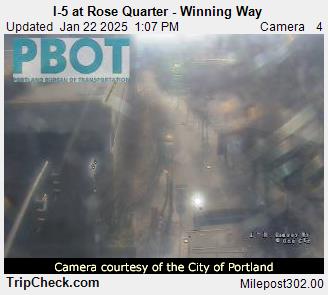 I-5 at Rose Quarter - Winning Way
Updated Jan 22 2025 1:07 PM Camera 4
PBOT
PORTLAND BUREAU OF TRANSPORTATION
Camera courtesy of the City of Portland
TripCheck.com Milepost302.00